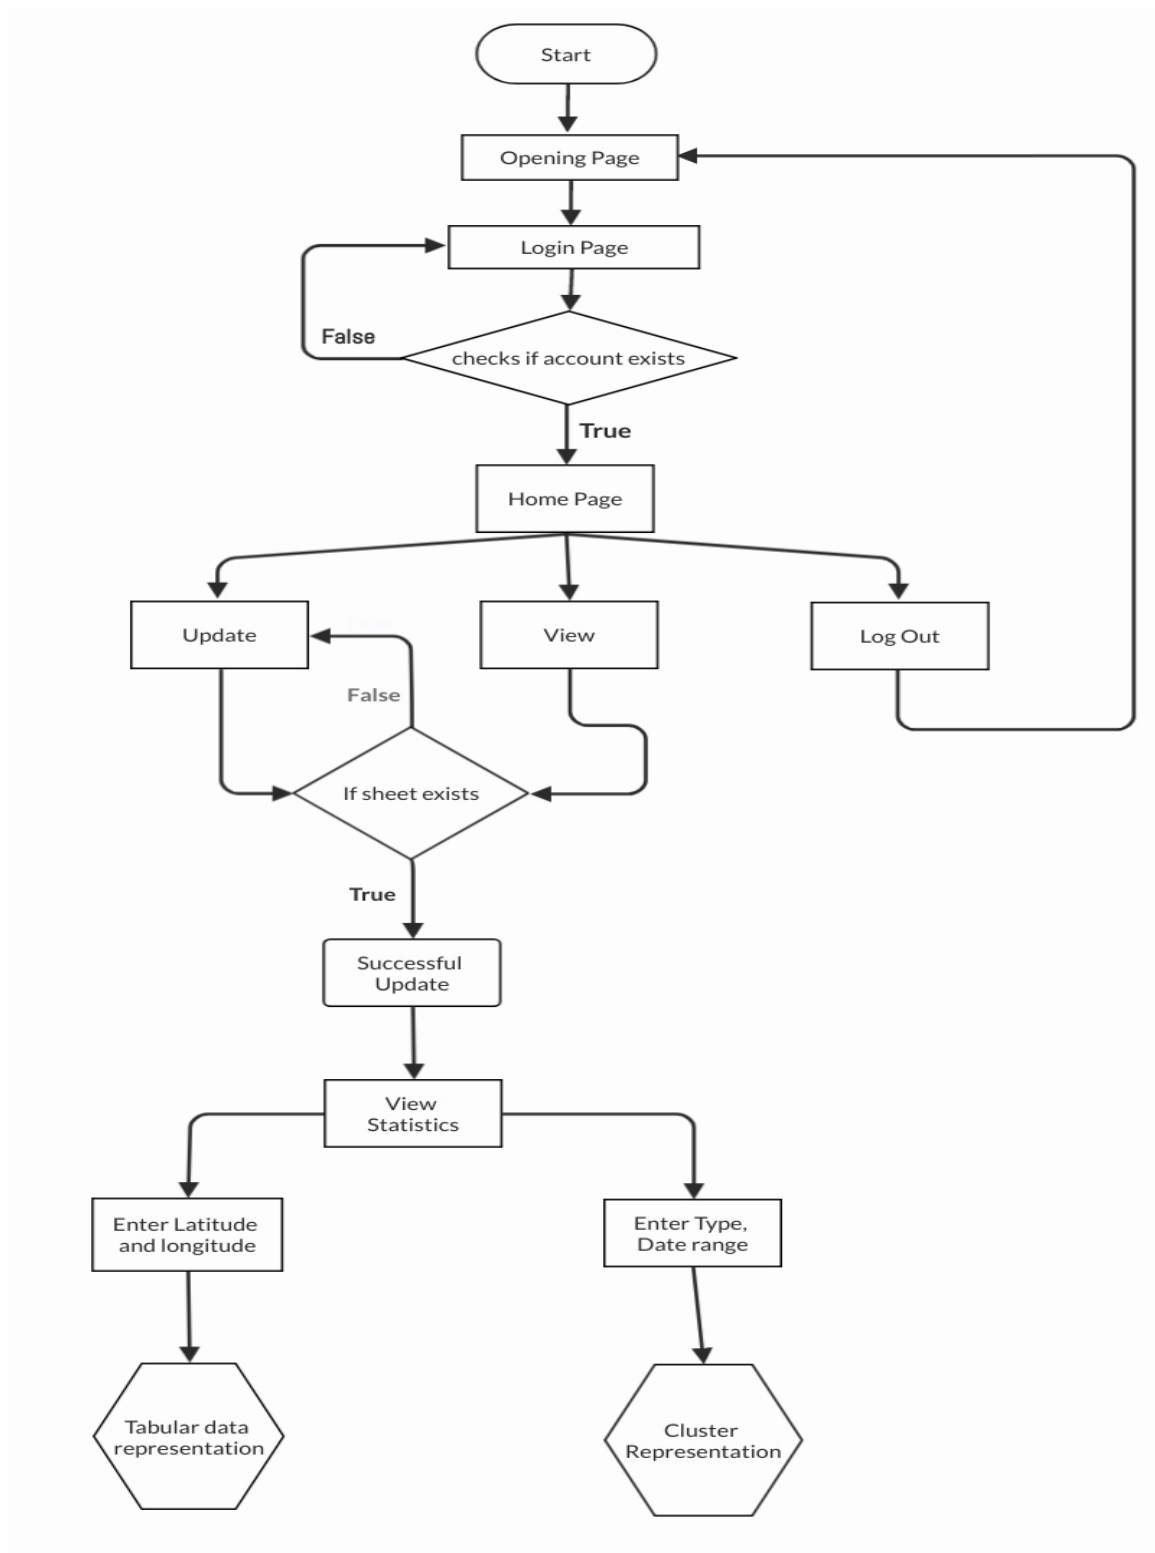 Start
Opening Page
Login Page
False
checks if account exists
True
Home Page
Update
View
Log Out
False
If sheet exists
True
Successful
Update
View
Statistics
Enter Latitude
and longitude
Enter Type,
Date range
Tabular data
representation
Cluster
Representation